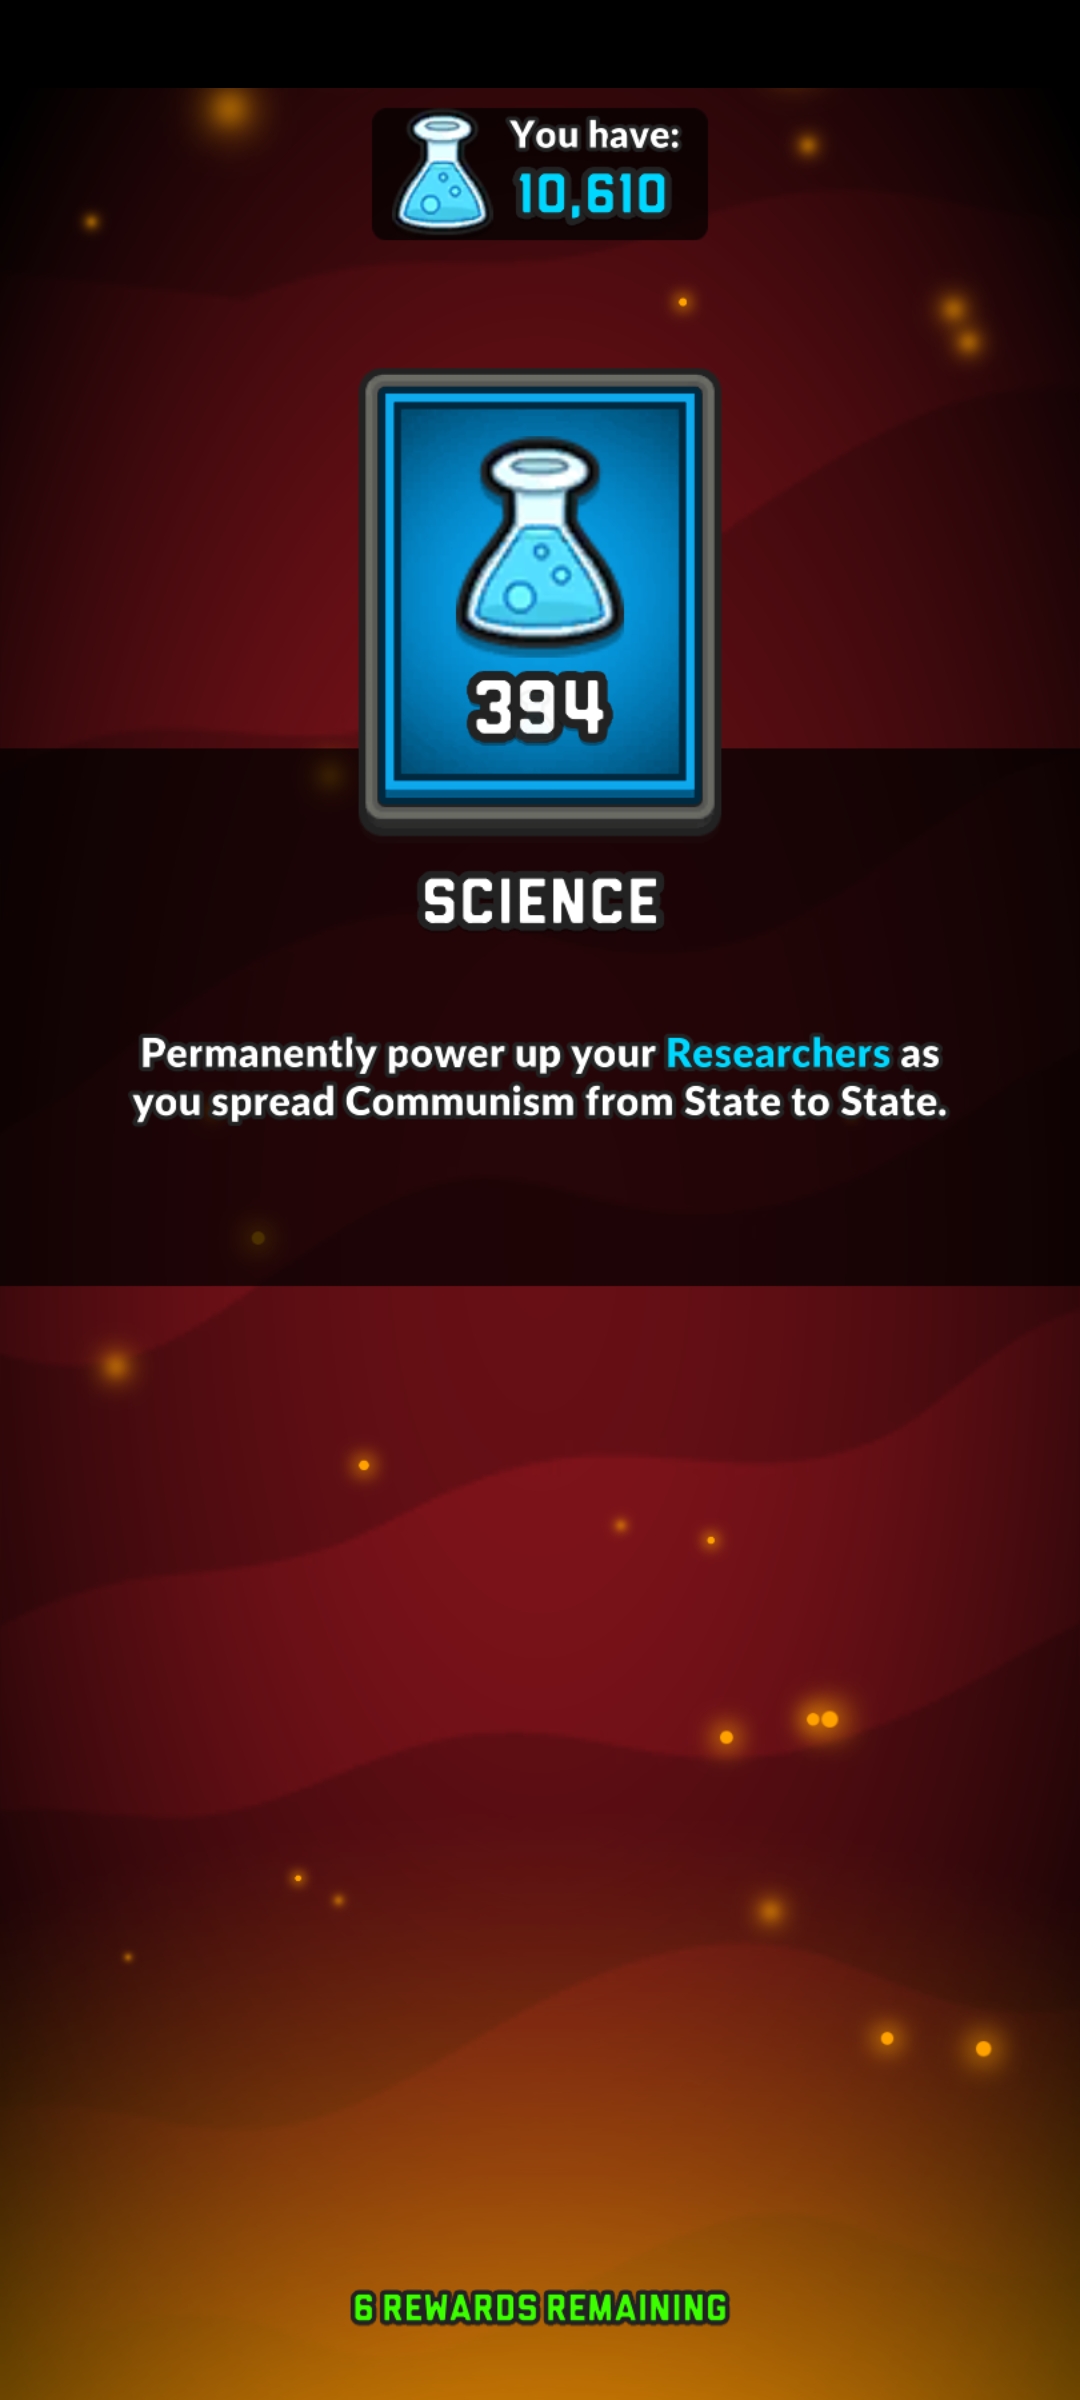 You have:
10,610
394
SCIENCE
Permanently power up your Researchers as
you spread Communism from State to State.
6 REWARDS REMAINING